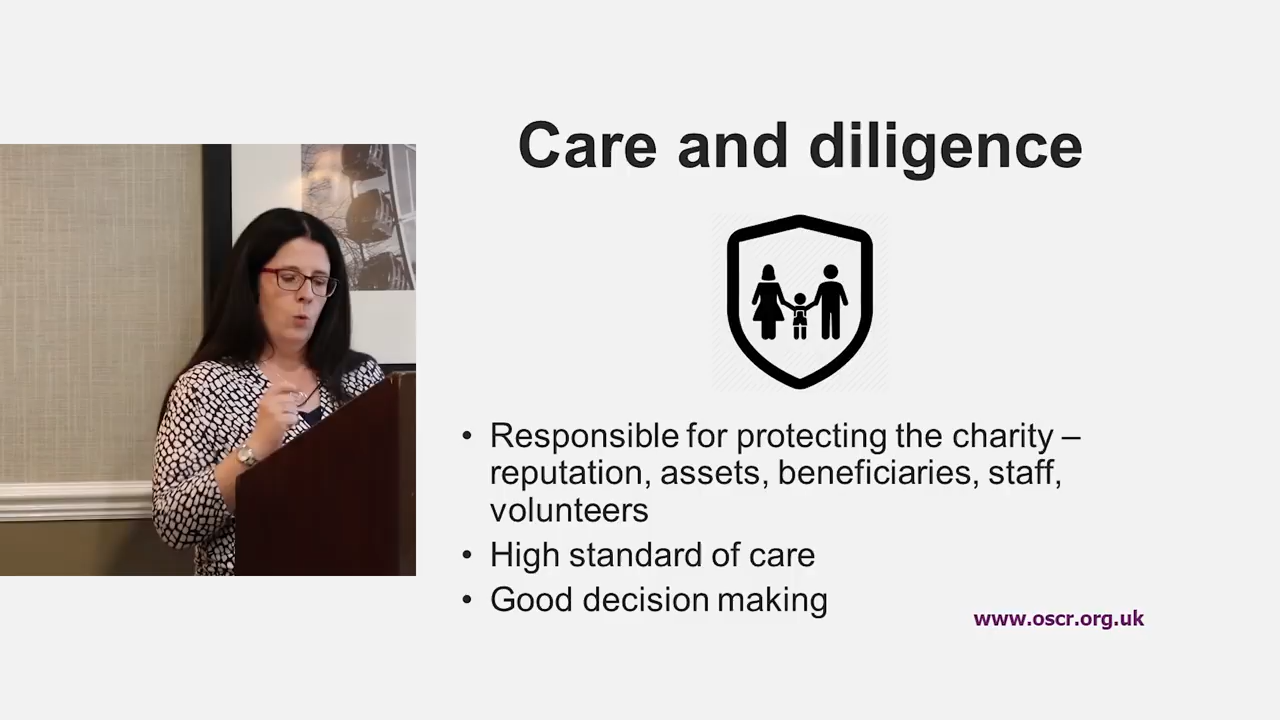 Care and diligence
• Responsible for protecting the charity –
reputation, assets, beneficiaries, staff,
volunteers
• High standard of care
• Good decision making
www.oscr.org.uk